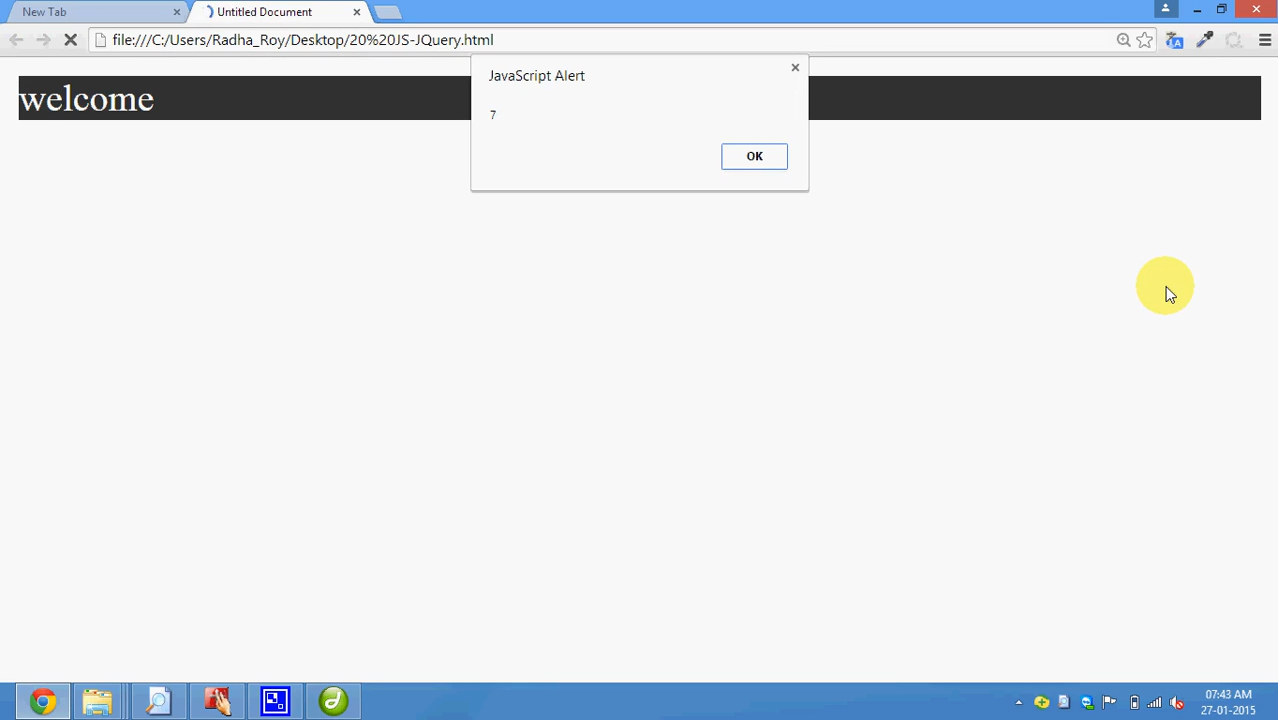 New Tab
Untitled Document
file:///C:/Users/Radha_Roy/Desktop/20%20JS-JQuery.html
JavaScript Alert
welcome
7
OK
07:43 AM
27-01-2015